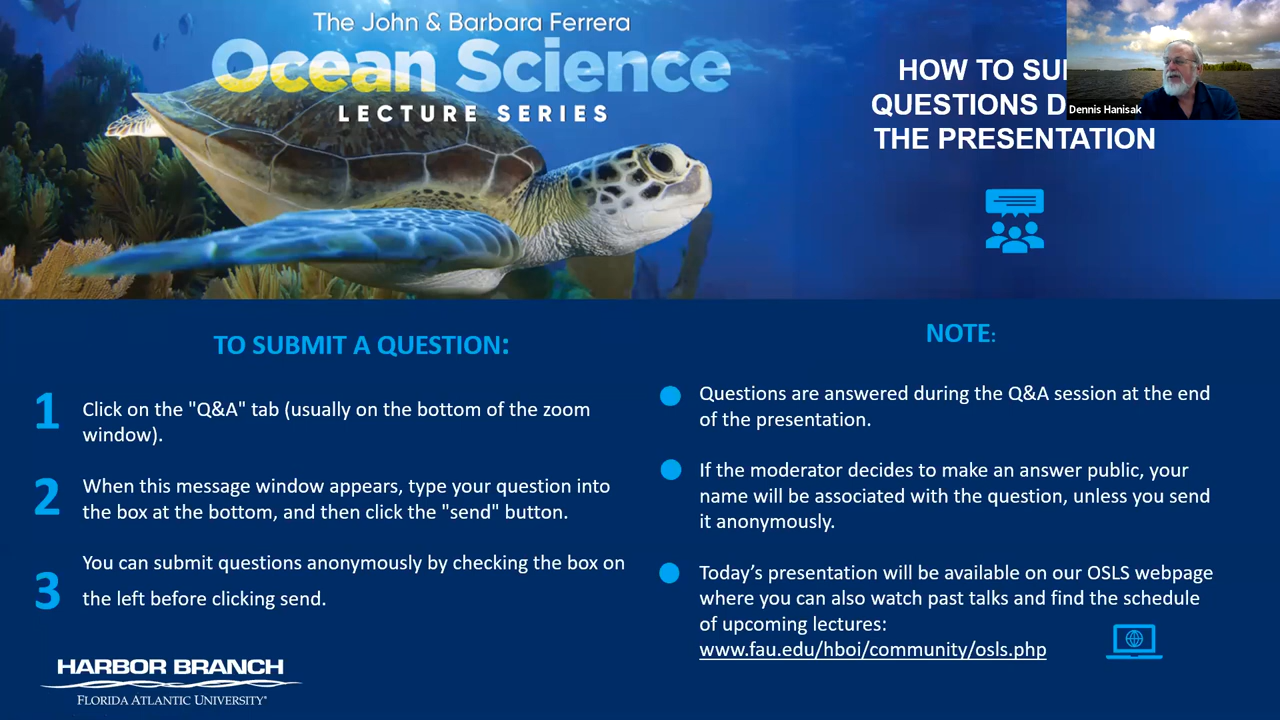 The John & Barbara Ferrera
Ocean Science
LECTURE SERIES
HOW TO
QUESTIONS
THE PRESENTATION
Dennis Hanisak
TO SUBMIT A QUESTION:
1
Click on the "Q&A" tab (usually on the bottom of the zoom
window).
2
When this message window appears, type your question into
the box at the bottom, and then click the "send" button.
3
You can submit questions anonymously by checking the box on
the left before clicking send.
NOTE:
Questions are answered during the Q&A session at the end
of the presentation.
If the moderator decides to make an answer public, your
name will be associated with the question, unless you send
it anonymously.
Today’s presentation will be available on our OSLS webpage
where you can also watch past talks and find the schedule
of upcoming lectures:
www.fau.edu/hboi/community/osls.php
HARBOR BRANCH
FLORIDA ATLANTIC UNIVERSITY